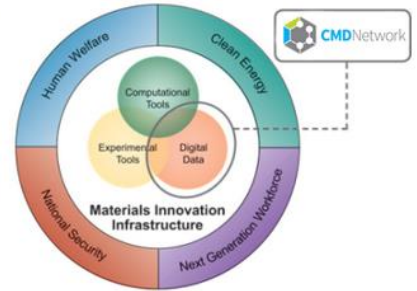 CMDNetwork
Human Welfare
Clean Energy
Computational
Tools
Experimental
Tools
Digital
Data
Materials Innovation
Infrastructure
National Security
Next Generation Workforce